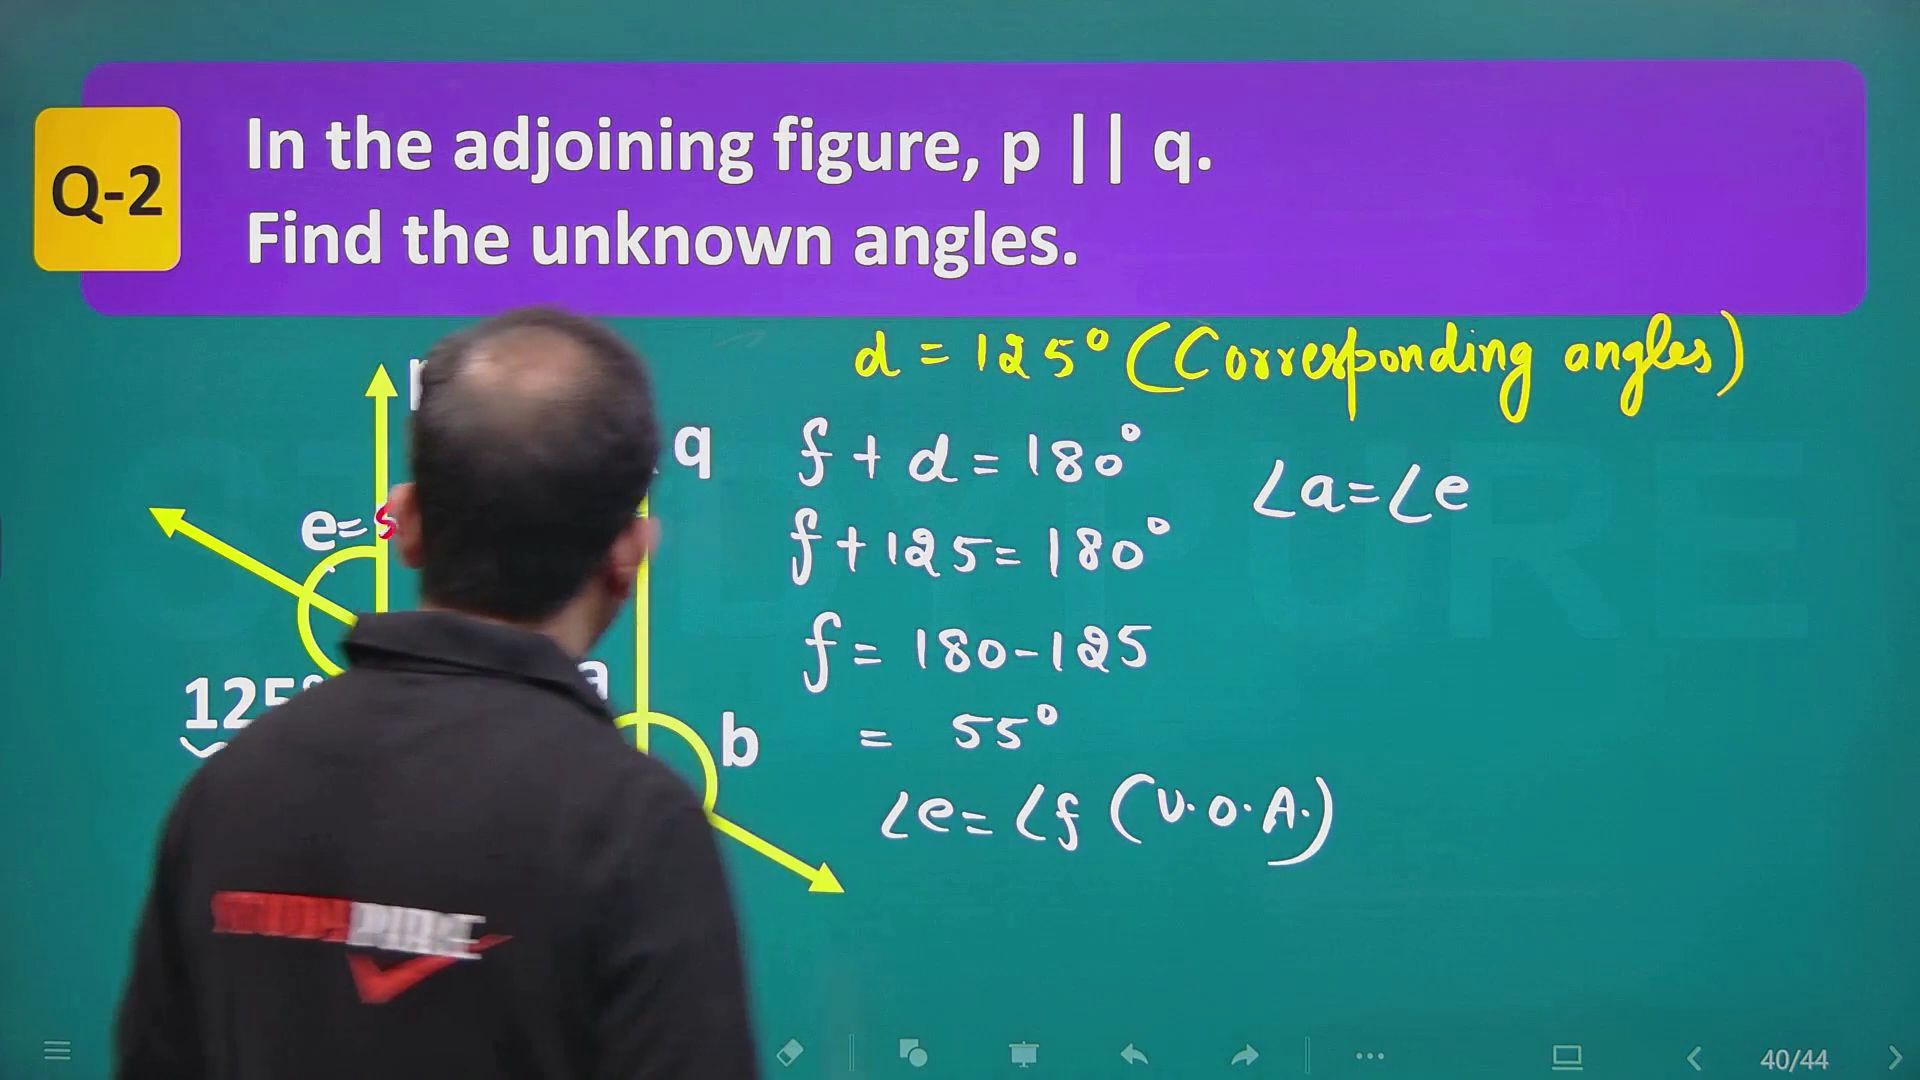 Q-2
In the adjoining figure, p || q.
Find the unknown angles.
d = 125° (Corresponding angles)
q
f + d = 180°
∠a = ∠e
e=
f + 125 = 180°
f = 180 - 125
a
125°
= 55°
b
∠e = ∠f (V.O.A.)
40/44